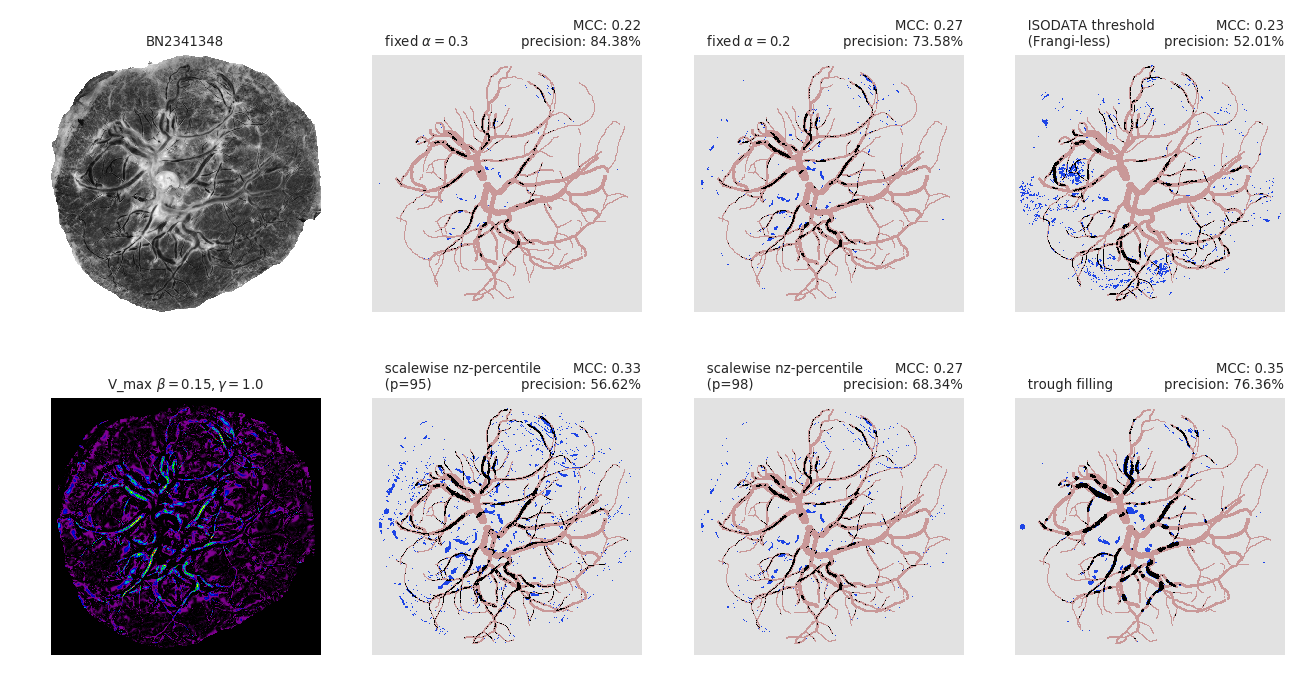 BN2341348
fixed α = 0.3
MCC: 0.22
precision: 84.38%
fixed α = 0.2
MCC: 0.27
precision: 73.58%
ISODATA threshold
(Frangi-less)
MCC: 0.23
precision: 52.01%
V_max β = 0.15, γ = 1.0
scalewise nz-percentile
(p=95)
MCC: 0.33
precision: 56.62%
scalewise nz-percentile
(p=98)
MCC: 0.27
precision: 68.34%
trough filling
MCC: 0.35
precision: 76.36%